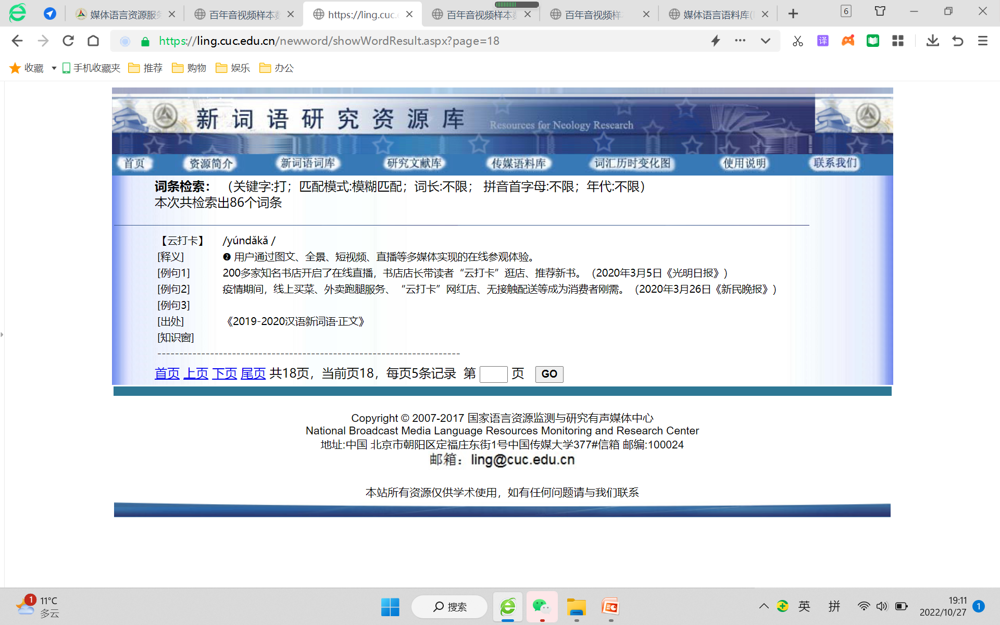 媒体语言资源服务
百年音视频样本数
https://ling.cuc.
百年音视频样本数
百年音视频样
媒体语言语料库(
6
https://ling.cuc.edu.cn/newword/showWordResult.aspx?page=18
译
收藏 手机收藏夹 推荐 购物 娱乐 办公
新词语研究资源库 Resources for Neology Research
首页 资源简介 新词语词库 研究文献库 传媒语料库 词汇历时变化图 使用说明 联系我们
词条检索： （关键字:打；匹配模式:模糊匹配；词长:不限； 拼音首字母:不限；年代:不限）
本次共检索出86个词条
【云打卡】 /yúndǎkǎ /
[释义] ❷ 用户通过图文、全景、短视频、直播等多媒体实现的在线参观体验。
[例句1] 200多家知名书店开启了在线直播，书店店长带读者“云打卡”逛店、推荐新书。（2020年3月5日《光明日报》）
[例句2] 疫情期间，线上买菜、外卖跑腿服务、“云打卡”网红店、无接触配送等成为消费者刚需。（2020年3月26日《新民晚报》）
[例句3]
[出处] 《2019-2020汉语新词语·正文》
[知识窗]
----------------------------------------------------------------------
首页 上页 下页 尾页 共18页，当前页18，每页5条记录 第 页 GO
Copyright © 2007-2017 国家语言资源监测与研究有声媒体中心
National Broadcast Media Language Resources Monitoring and Research Center
地址:中国 北京市朝阳区定福庄东街1号中国传媒大学377#信箱 邮编:100024
邮箱：ling@cuc.edu.cn
本站所有资源仅供学术使用，如有任何问题请与我们联系
1 11°C
多云
搜索
英 拼
19:11
2022/10/27
1